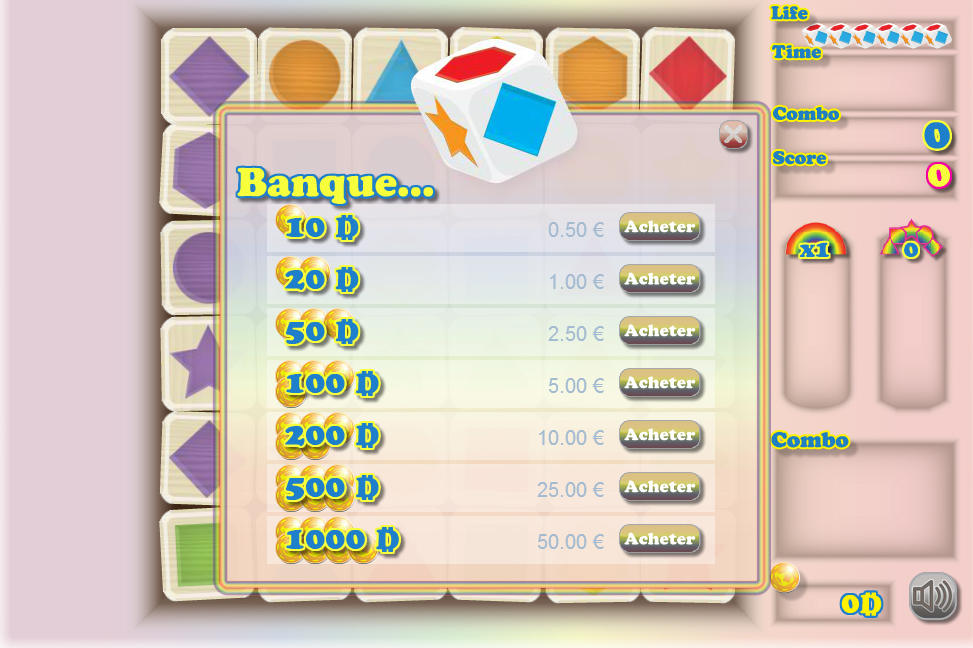 Life
Time
Combo
0
Score
0
x1
0
Banque...
10 D 0.50 € Acheter
20 D 1.00 € Acheter
50 D 2.50 € Acheter
100 D 5.00 € Acheter
200 D 10.00 € Acheter
500 D 25.00 € Acheter
1000 D 50.00 € Acheter
Combo
0D